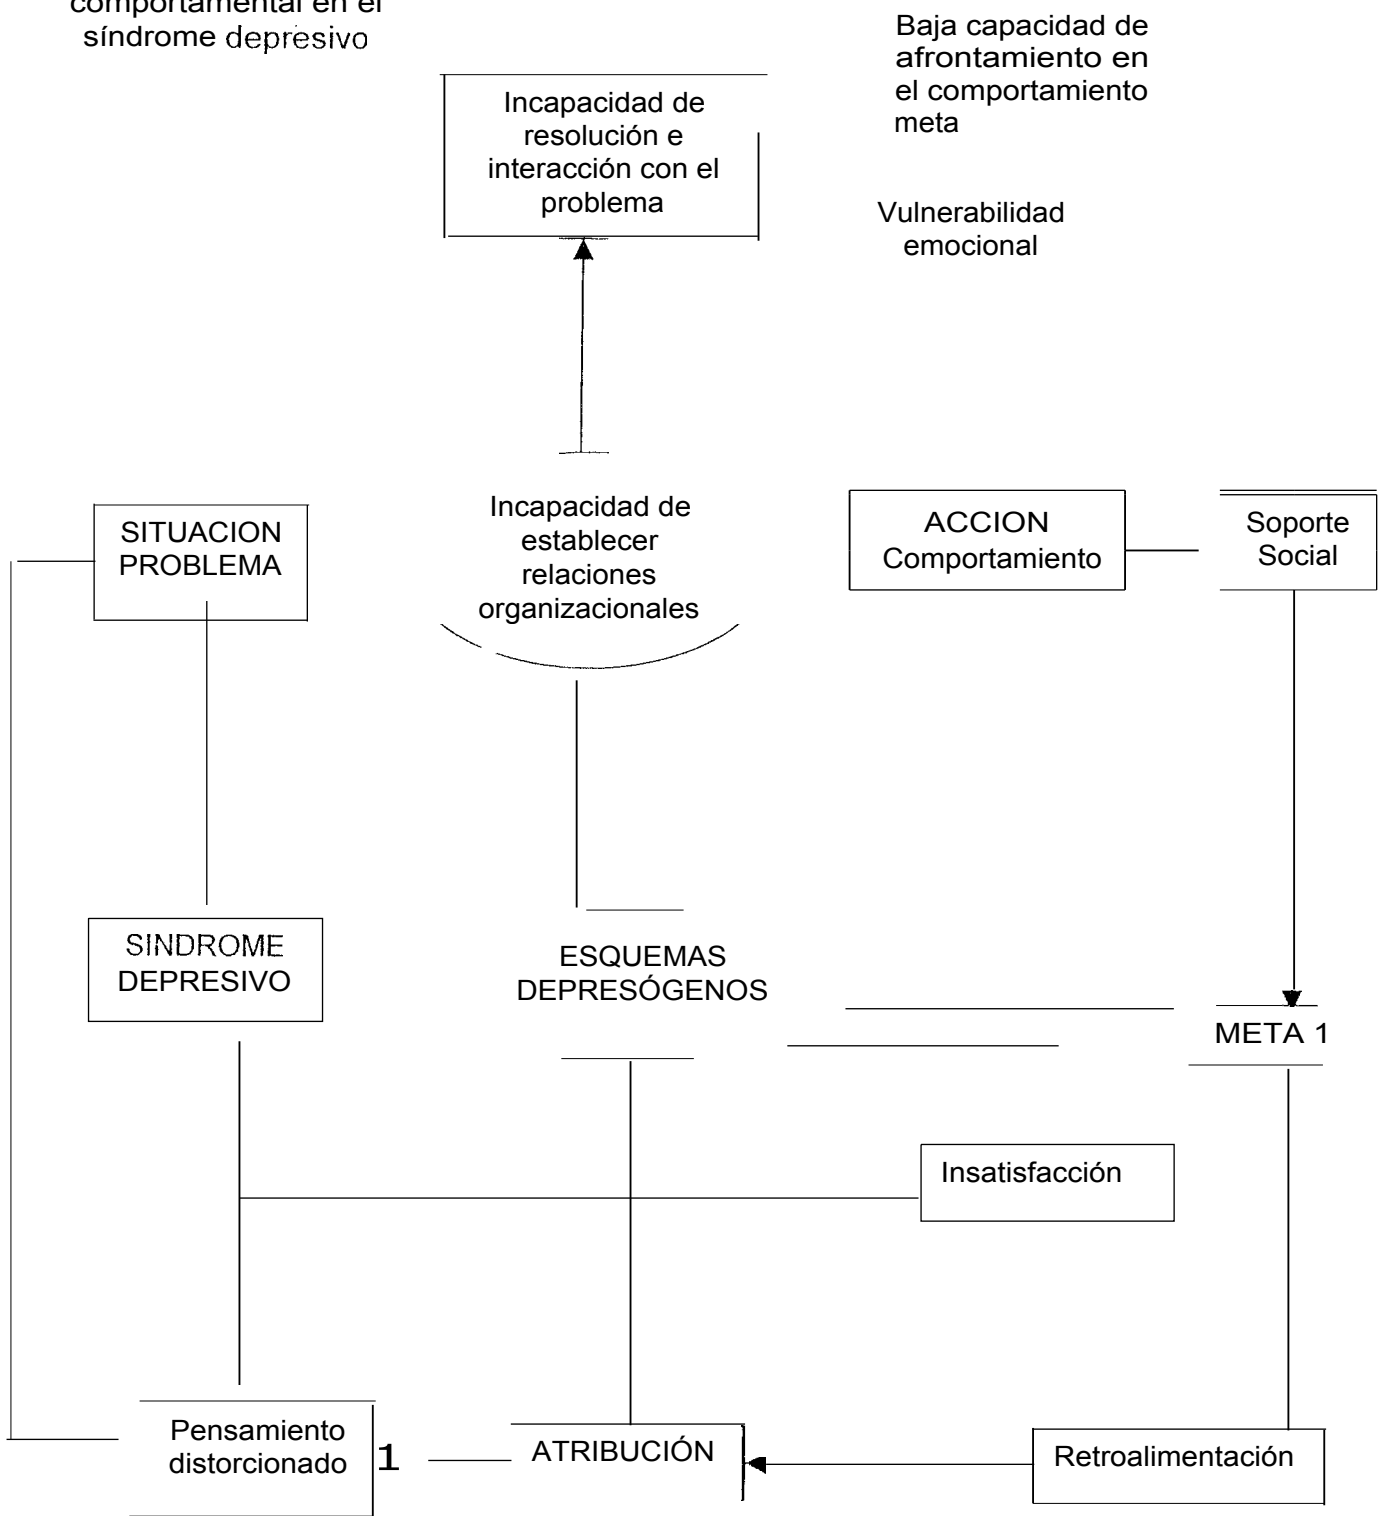 comportamental en el
síndrome depresivo
Baja capacidad de
afrontamiento en
el comportamiento
meta
Incapacidad de
resolución e
interacción con el
problema
Vulnerabilidad
emocional
SITUACION
PROBLEMA
Incapacidad de
establecer
relaciones
organizacionales
ACCION
Comportamiento
Soporte
Social
SINDROME
DEPRESIVO
ESQUEMAS
DEPRESÓGENOS
META 1
Insatisfacción
Pensamiento
distorcionado
1
ATRIBUCIÓN
Retroalimentación